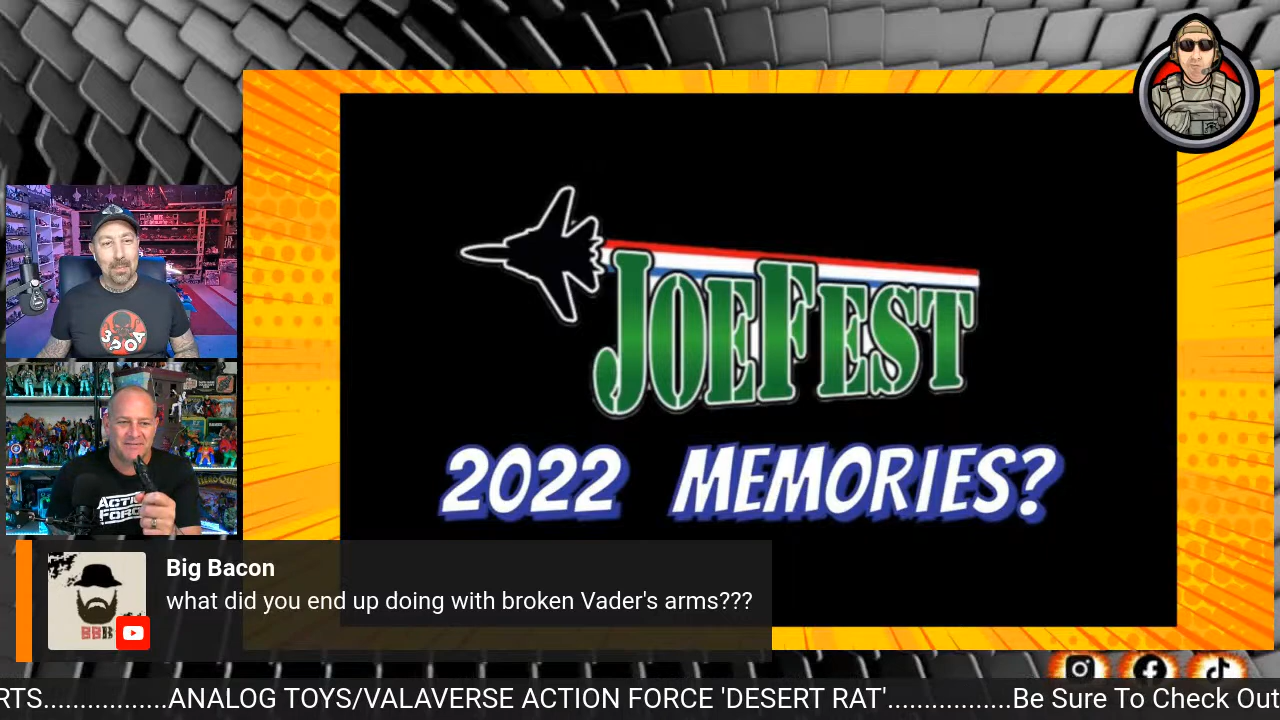 JOEFEST
2022 MEMORIES?
Big Bacon
what did you end up doing with broken Vader's arms???
BBB
RTS.................ANALOG TOYS/VALAVERSE ACTION FORCE 'DESERT RAT'.................Be Sure To Check Out